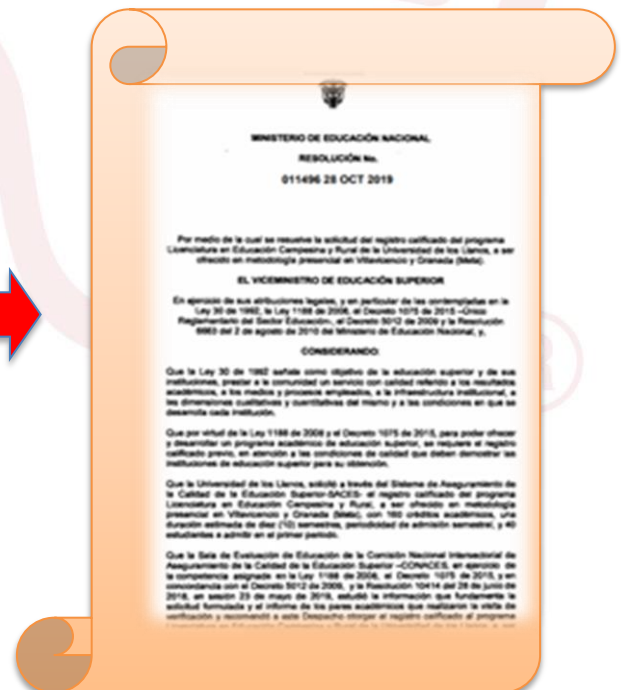 MINISTERIO DE EDUCACIÓN NACIONAL
RESOLUCIÓN No.
011496 28 OCT 2019
Por medio de la cual se resuelve la solicitud del registro calificado del programa
Licenciatura en Educación Campesina y Rural de la Universidad de los Llanos, a ser
ofrecido en metodología presencial en Villavicencio y Granada (Meta).
EL VICEMINISTRO DE EDUCACIÓN SUPERIOR
En ejercicio de sus atribuciones legales, y en particular de las contempladas en la
Ley 30 de 1992, la Ley 1188 de 2008, el Decreto 1075 de 2015 -Único
Reglamentario del Sector Educación-, el Decreto 5012 de 2009 y la Resolución
6663 del 2 de agosto de 2010 del Ministerio de Educación Nacional, y,
CONSIDERANDO:
Que la Ley 30 de 1992 señala como objetivo de la educación superior y de sus
instituciones, prestar a la comunidad un servicio con calidad referido a los resultados
académicos, a los medios y procesos empleados, a la infraestructura institucional, a
las dimensiones cualitativas y cuantitativas del mismo y a las condiciones en que se
desarrolla cada institución.
Que por virtud de la Ley 1188 de 2008 y el Decreto 1075 de 2015, para poder ofrecer
y desarrollar un programa académico de educación superior, se requiere el registro
calificado previo, en atención a las condiciones de calidad que deben demostrar las
instituciones de educación superior para su obtención.
Que la Universidad de los Llanos, solicitó a través del Sistema de Aseguramiento de
la Calidad de la Educación Superior-SACES- el registro calificado del programa
Licenciatura en Educación Campesina y Rural, a ser ofrecido en metodología
presencial en Villavicencio y Granada (Meta), con 160 créditos académicos, una
duración estimada de diez (10) semestres, periodicidad de admisión semestral, y 40
estudiantes a admitir en el primer periodo.
Que la Sala de Evaluación de Educación de la Comisión Nacional Intersectorial de
Aseguramiento de la Calidad de la Educación Superior –CONACES, en ejercicio de
la competencia asignada en la Ley 1188 de 2008, el Decreto 1075 de 2015, y en
concordancia con el Decreto 5012 de 2009, y la Resolución 10414 del 28 de junio de
2018, en sesión 23 de mayo de 2019, estudió la información que fundamenta la
solicitud formulada y el informe de los pares académicos que realizaron la visita de
verificación y recomendó a este Despacho otorgar el registro calificado al programa
Licenciatura en Educación Campesina y Rural de la Universidad de los Llanos, a ser
R